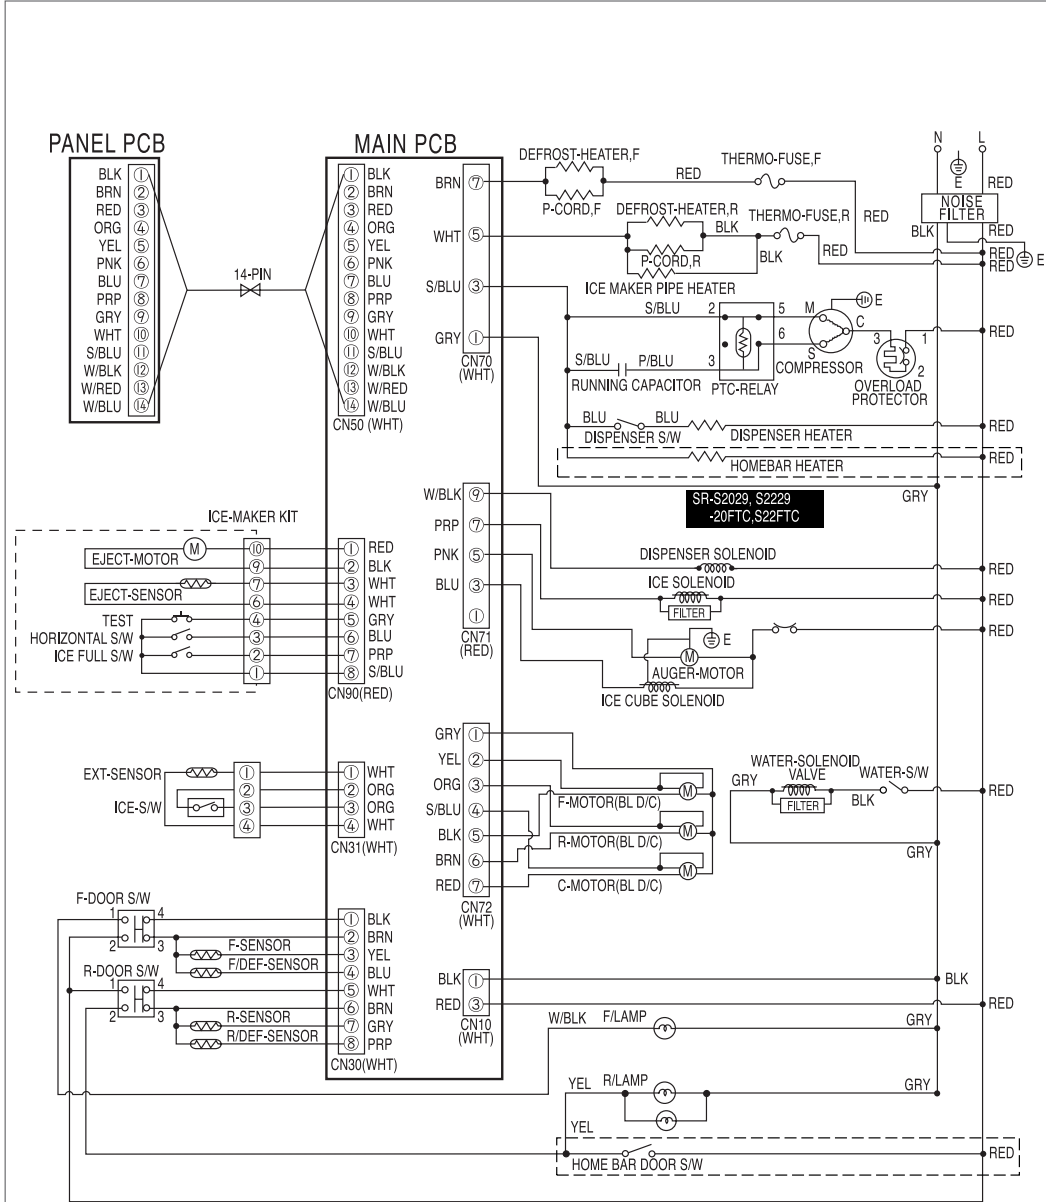 PANEL PCB
BLK ①
BRN ②
RED ③
ORG ④
YEL ⑤
PNK ⑥
BLU ⑦
PRP ⑧
GRY ⑨
WHT ⑩
S/BLU ⑪
W/BLK ⑫
W/RED ⑬
W/BLU ⑭
14-PIN
MAIN PCB
① BLK
② BRN
③ RED
④ ORG
⑤ YEL
⑥ PNK
⑦ BLU
⑧ PRP
⑨ GRY
⑩ WHT
⑪ S/BLU
⑫ W/BLK
⑬ W/RED
⑭ W/BLU
CN50 (WHT)
BRN ⑦
WHT ⑤
S/BLU ③
GRY ①
CN70
(WHT)
DEFROST-HEATER,F
P-CORD,F
RED
THERMO-FUSE,F
RED
DEFROST-HEATER,R
BLK
P-CORD,R
BLK
THERMO-FUSE,R
RED
ICE MAKER PIPE HEATER
N L
E
RED
NOISE
FILTER
BLK
RED
RED
RED
E
S/BLU
2 5 M
E
C
6
S
3
S/BLU P/BLU
RUNNING CAPACITOR
PTC-RELAY
COMPRESSOR
3 1
2
OVERLOAD
PROTECTOR
RED
BLU BLU
DISPENSER S/W
DISPENSER HEATER
RED
HOMEBAR HEATER
RED
GRY
SR-S2029, S2229
-20FTC,S22FTC
W/BLK ⑨
PRP ⑦
PNK ⑤
BLU ③
①
CN71
(RED)
DISPENSER SOLENOID
RED
ICE SOLENOID
FILTER
RED
E
M
AUGER-MOTOR
RED
ICE CUBE SOLENOID
ICE-MAKER KIT
M
EJECT-MOTOR
EJECT-SENSOR
TEST
HORIZONTAL S/W
ICE FULL S/W
⑩
⑨
⑦
⑥
④
③
②
①
① RED
② BLK
③ WHT
④ WHT
⑤ GRY
⑥ BLU
⑦ PRP
⑧ S/BLU
CN90(RED)
EXT-SENSOR
ICE-S/W
①
②
③
④
① WHT
② ORG
③ ORG
④ WHT
CN31(WHT)
GRY ①
YEL ②
ORG ③
S/BLU ④
BLK ⑤
BRN ⑥
RED ⑦
CN72
(WHT)
M
F-MOTOR(BL D/C)
M
R-MOTOR(BL D/C)
M
C-MOTOR(BL D/C)
WATER-SOLENOID
VALVE
WATER-S/W
GRY
FILTER
BLK
RED
GRY
F-DOOR S/W
1 4
2 3
F-SENSOR
F/DEF-SENSOR
R-DOOR S/W
1 4
2 3
R-SENSOR
R/DEF-SENSOR
① BLK
② BRN
③ YEL
④ BLU
⑤ WHT
⑥ BRN
⑦ GRY
⑧ PRP
CN30(WHT)
BLK ①
RED ③
CN10
(WHT)
BLK
RED
W/BLK F/LAMP
GRY
YEL R/LAMP
GRY
YEL
HOME BAR DOOR S/W
RED